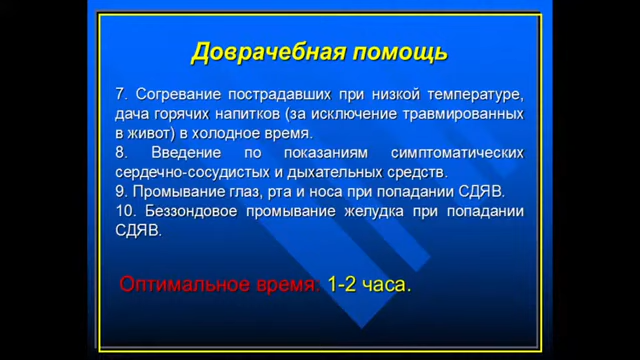 Доврачебная помощь
7. Согревание пострадавших при низкой температуре,
дача горячих напитков (за исключение травмированных
в живот) в холодное время.
8. Введение по показаниям симптоматических
сердечно-сосудистых и дыхательных средств.
9. Промывание глаз, рта и носа при попадании СДЯВ.
10. Беззондовое промывание желудка при попадании
СДЯВ.
Оптимальное время: 1-2 часа.